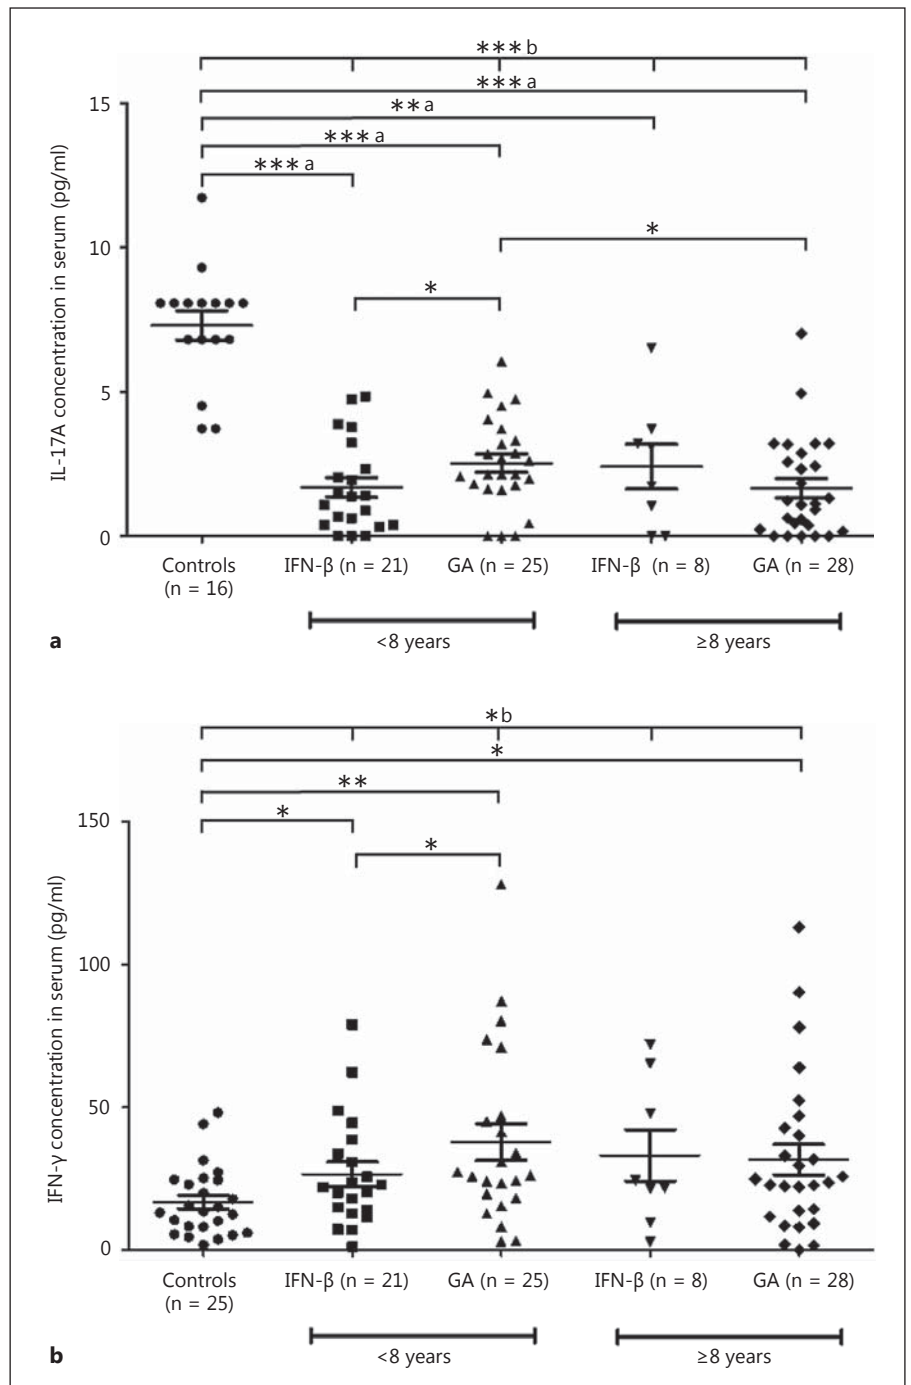 ∗∗∗ b
∗∗∗ a
∗∗ a
∗∗∗ a
∗∗∗ a
∗
∗
15
10
5
0
IL-17A concentration in serum (pg/ml)
Controls
(n = 16)
IFN-β (n = 21)
GA (n = 25)
IFN-β (n = 8)
GA (n = 28)
<8 years
≥8 years
a
∗b
∗
∗∗
∗
∗
150
100
50
0
IFN-γ concentration in serum (pg/ml)
Controls
(n = 25)
IFN-β (n = 21)
GA (n = 25)
IFN-β (n = 8)
GA (n = 28)
<8 years
≥8 years
b